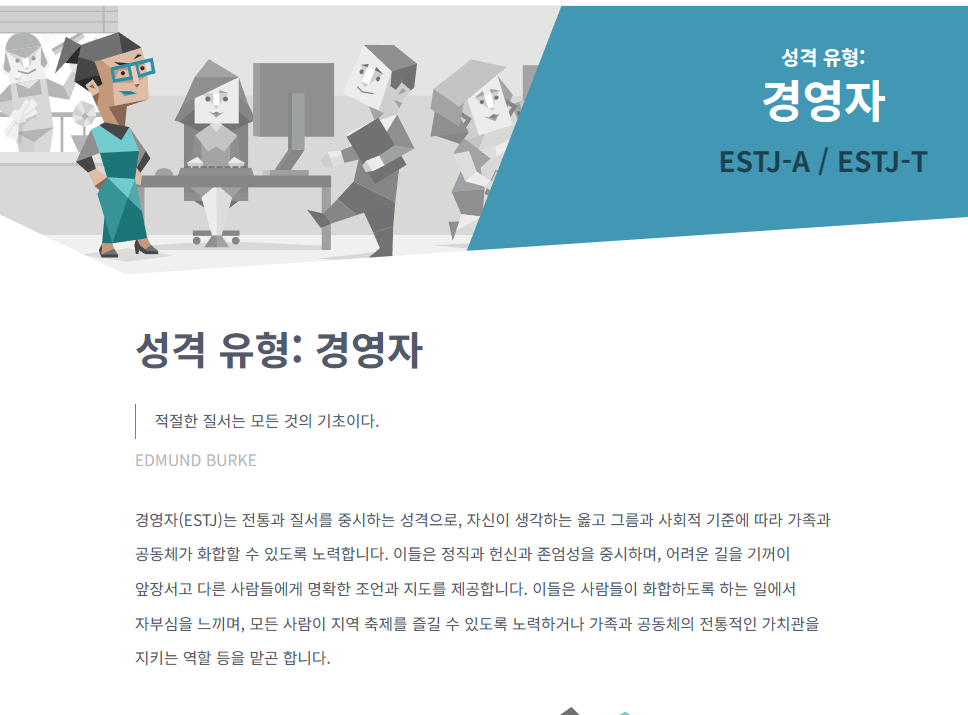 성격 유형:
경영자
ESTJ-A / ESTJ-T
성격 유형: 경영자
적절한 질서는 모든 것의 기초이다.
EDMUND BURKE
경영자(ESTJ)는 전통과 질서를 중시하는 성격으로, 자신이 생각하는 옳고 그름과 사회적 기준에 따라 가족과
공동체가 화합할 수 있도록 노력합니다. 이들은 정직과 헌신과 존엄성을 중시하며, 어려운 길을 기꺼이
앞장서고 다른 사람들에게 명확한 조언과 지도를 제공합니다. 이들은 사람들이 화합하도록 하는 일에서
자부심을 느끼며, 모든 사람이 지역 축제를 즐길 수 있도록 노력하거나 가족과 공동체의 전통적인 가치관을
지키는 역할 등을 맡곤 합니다.